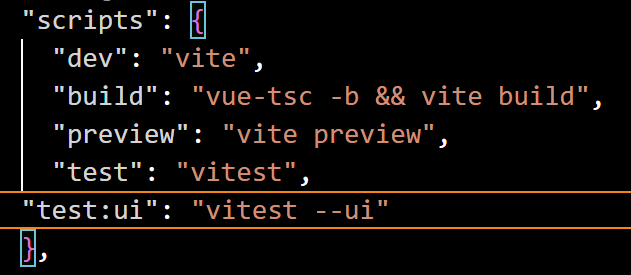 "scripts": {
"dev": "vite",
"build": "vue-tsc -b && vite build",
"preview": "vite preview",
"test": "vitest",
"test:ui": "vitest --ui"
},